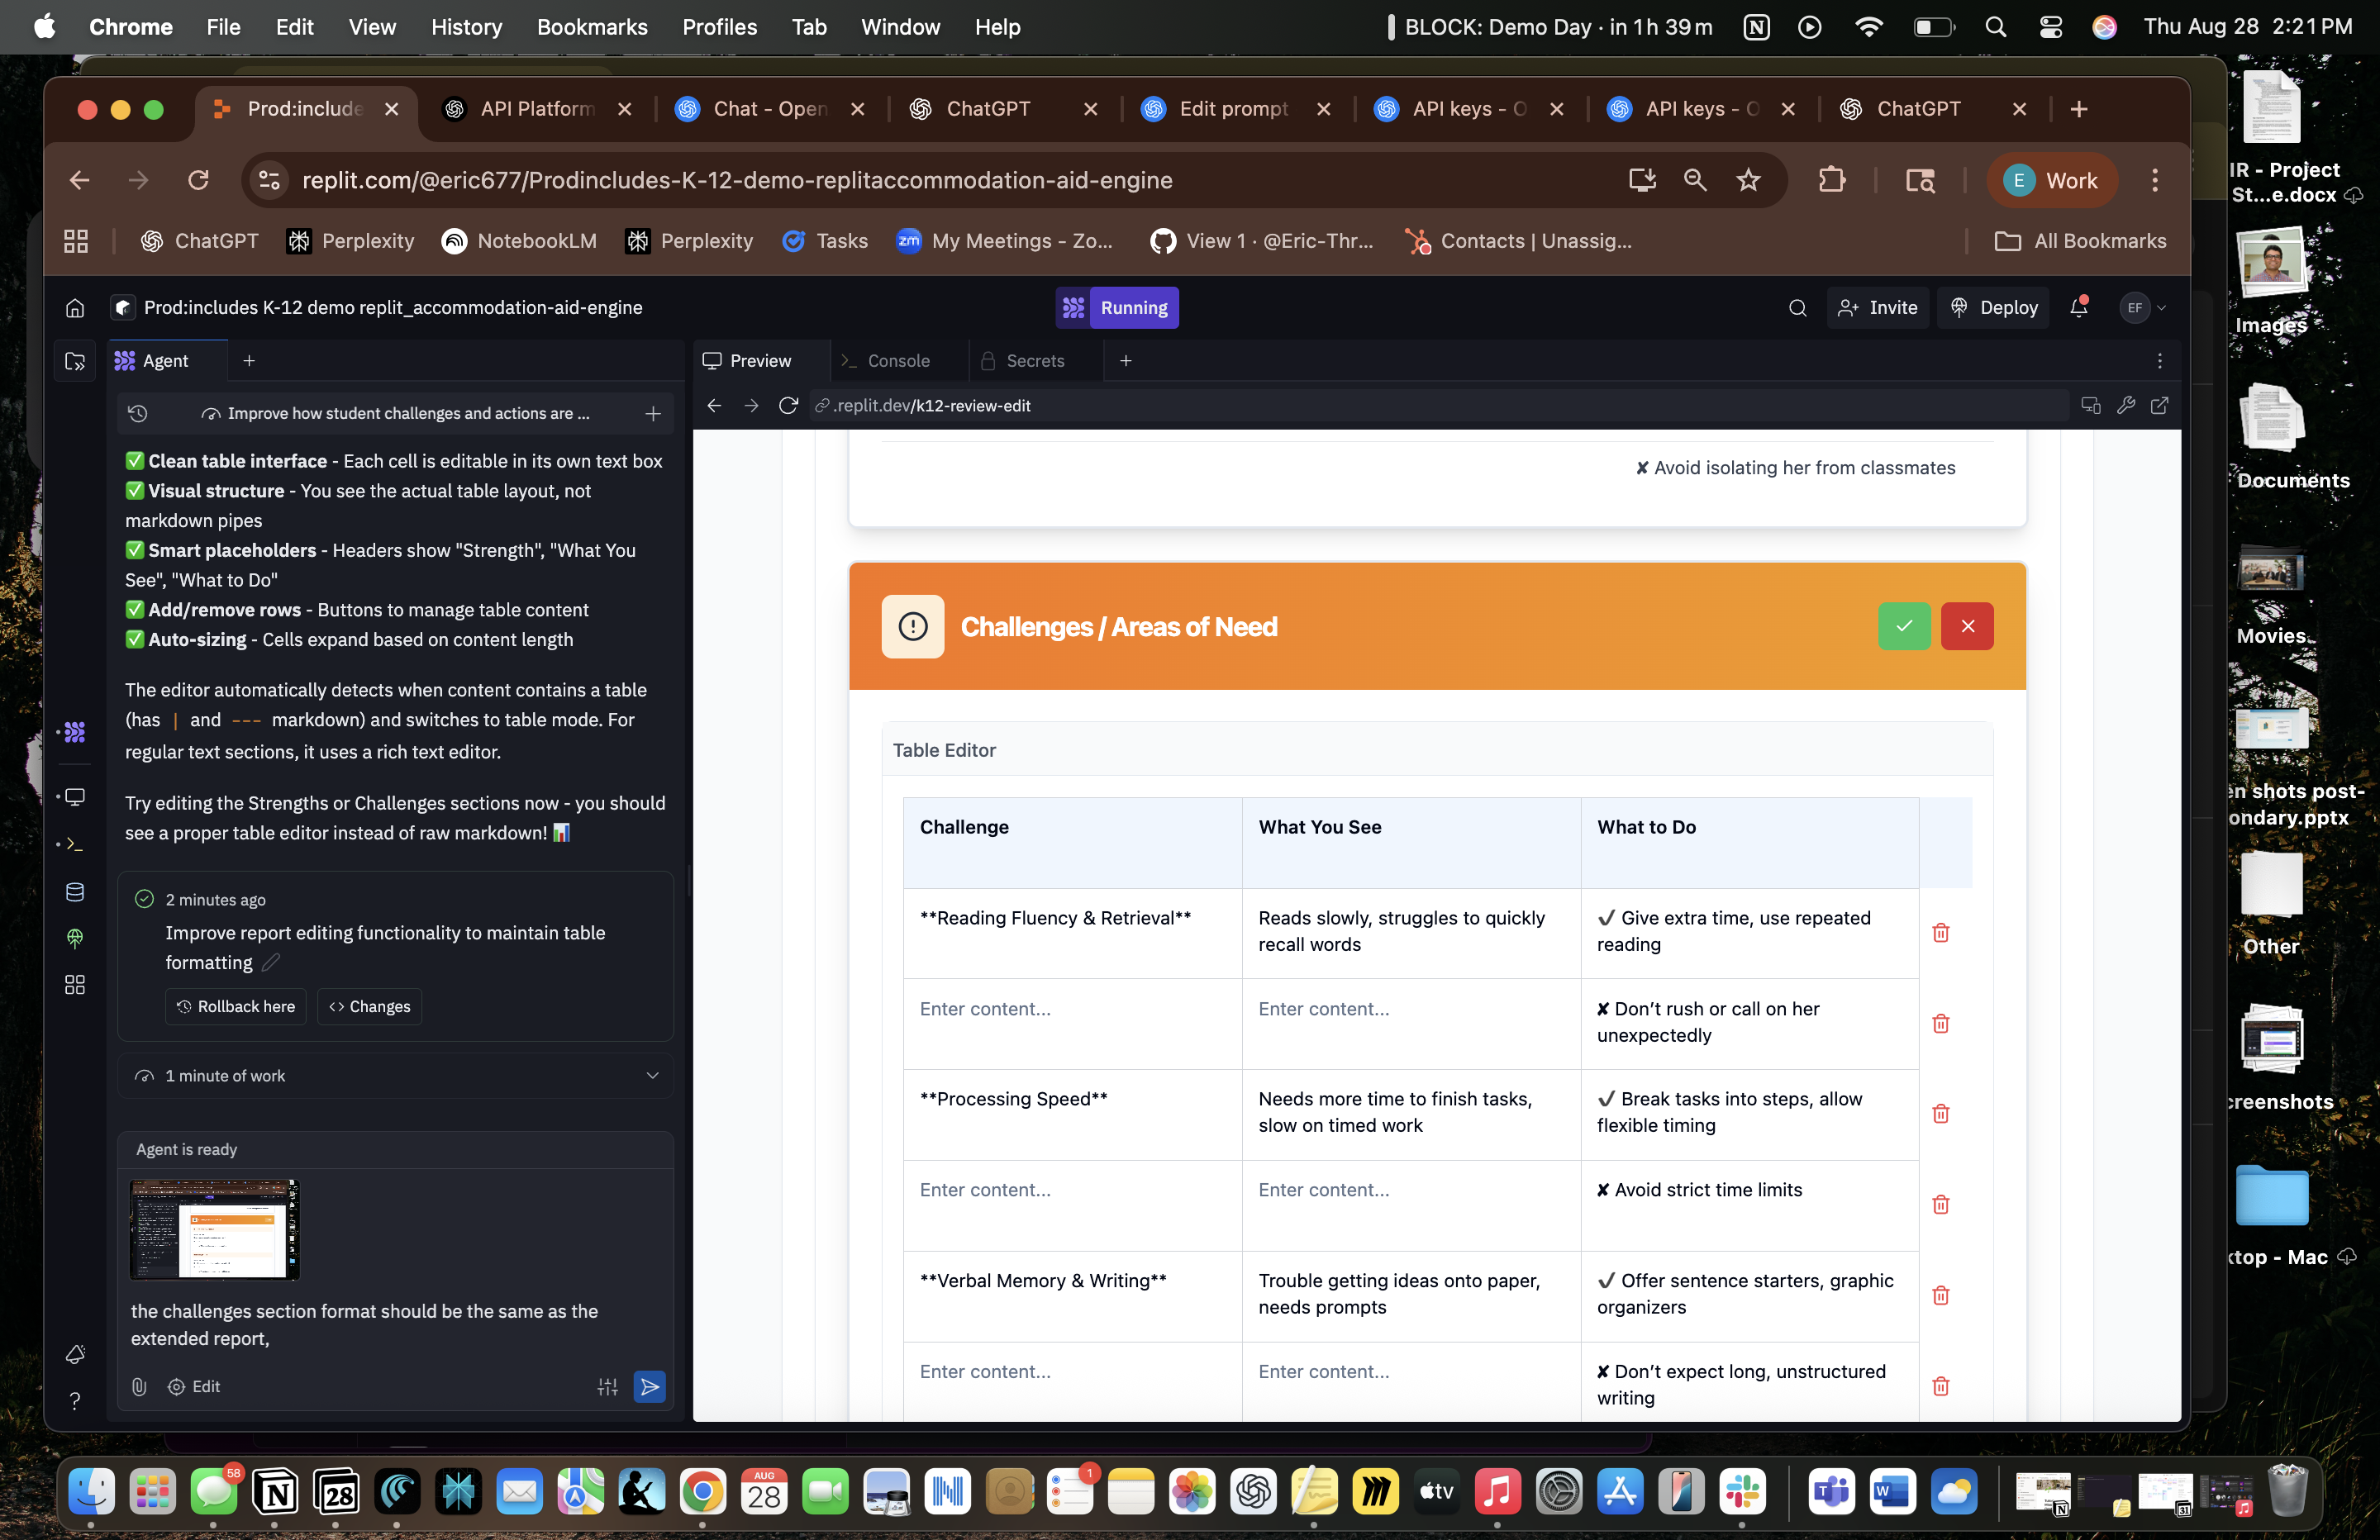 Chrome File Edit View History Bookmarks Profiles Tab Window Help
BLOCK: Demo Day · in 1 h 39 m
Thu Aug 28 2:21 PM
Prod:include
API Platform
Chat - Open
ChatGPT
Edit prompt
API keys - O
API keys - O
ChatGPT
replit.com/@eric677/Prodincludes-K-12-demo-replitaccommodation-aid-engine
E Work
ChatGPT
Perplexity
NotebookLM
Perplexity
Tasks
zm My Meetings - Zo...
View 1 · @Eric-Thr...
Contacts | Unassig...
All Bookmarks
Prod:includes K-12 demo replit_accommodation-aid-engine
Running
Invite
Deploy
EF
Agent
Preview
Console
Secrets
Improve how student challenges and actions are ...
.replit.dev/k12-review-edit
✅ Clean table interface - Each cell is editable in its own text box
✅ Visual structure - You see the actual table layout, not
markdown pipes
✅ Smart placeholders - Headers show "Strength", "What You
See", "What to Do"
✅ Add/remove rows - Buttons to manage table content
✅ Auto-sizing - Cells expand based on content length
The editor automatically detects when content contains a table
(has | and --- markdown) and switches to table mode. For
regular text sections, it uses a rich text editor.
Try editing the Strengths or Challenges sections now - you should
see a proper table editor instead of raw markdown! 📊
2 minutes ago
Improve report editing functionality to maintain table
formatting
Rollback here
<> Changes
1 minute of work
Agent is ready
the challenges section format should be the same as the
extended report,
Edit
✘ Avoid isolating her from classmates
Challenges / Areas of Need
Table Editor
Challenge
What You See
What to Do
**Reading Fluency & Retrieval**
Reads slowly, struggles to quickly
recall words
✔ Give extra time, use repeated
reading
Enter content...
Enter content...
✘ Don't rush or call on her
unexpectedly
**Processing Speed**
Needs more time to finish tasks,
slow on timed work
✔ Break tasks into steps, allow
flexible timing
Enter content...
Enter content...
✘ Avoid strict time limits
**Verbal Memory & Writing**
Trouble getting ideas onto paper,
needs prompts
✔ Offer sentence starters, graphic
organizers
Enter content...
Enter content...
✘ Don't expect long, unstructured
writing
IR - Project
St...e.docx
Images
Documents
Movies
en shots post-
ondary.pptx
Other
creenshots
ktop - Mac
58
28
AUG
28
1
tv